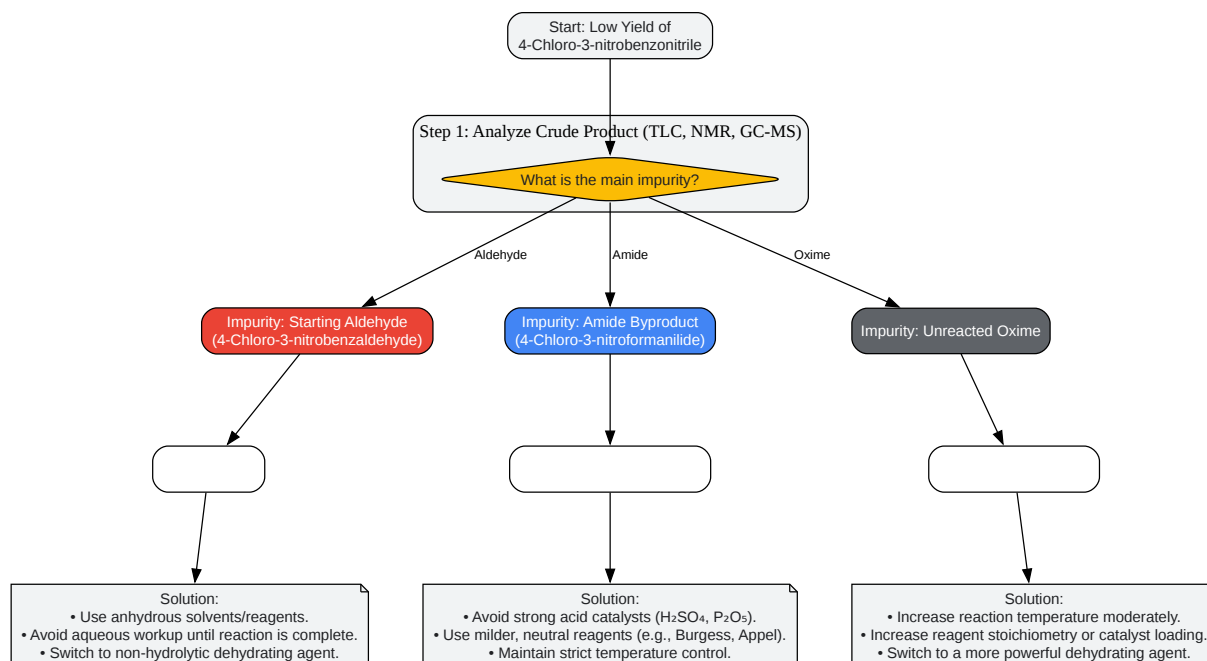 Start: Low Yield of
4-Chloro-3-nitrobenzonitrile
Step 1: Analyze Crude Product (TLC, NMR, GC-MS)
What is the main impurity?
Aldehyde
Amide
Oxime
Impurity: Starting Aldehyde
(4-Chloro-3-nitrobenzaldehyde)
Impurity: Amide Byproduct
(4-Chloro-3-nitroformanilide)
Impurity: Unreacted Oxime
Solution:
• Use anhydrous solvents/reagents.
• Avoid aqueous workup until reaction is complete.
• Switch to non-hydrolytic dehydrating agent.
Solution:
• Avoid strong acid catalysts (H₂SO₄, P₂O₅).
• Use milder, neutral reagents (e.g., Burgess, Appel).
• Maintain strict temperature control.
Solution:
• Increase reaction temperature moderately.
• Increase reagent stoichiometry or catalyst loading.
• Switch to a more powerful dehydrating agent.